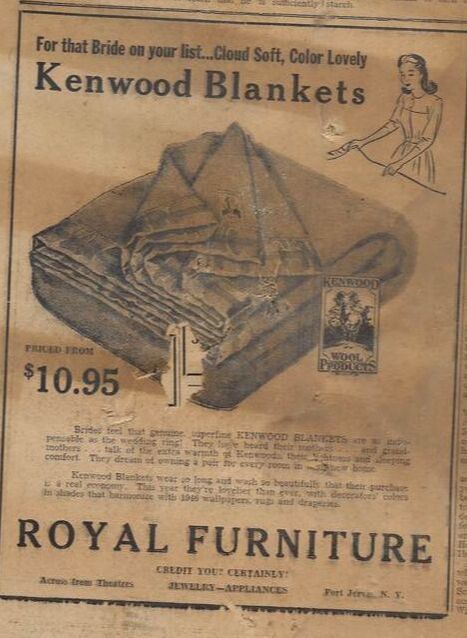 is sufficiently starch
For that Bride on your list...Cloud Soft, Color Lovely
Kenwood Blankets
KENWOOD
WOOL
PRODUCTS
PRICED FROM
$10.95
Brides feel that genuine, superfine KENWOOD BLANKETS are as
pensable as the wedding ring! They have heard their mothers and grand-
mothers talk of the extra warmth of Kenwoods, their and sleeping
comfort. They dream of owning a pair for every room in new home.
Kenwood Blankets wear so long and wash so beautifully that their purchase
is a real economy. This year they're lovelier than ever, with decorators' colors
in shades that harmonize with 1946 wallpapers, rugs and draperies.
ROYAL FURNITURE
CREDIT YOU? CERTAINLY!
Across from Theatres
JEWELRY—APPLIANCES
Port Jervis, N. Y.